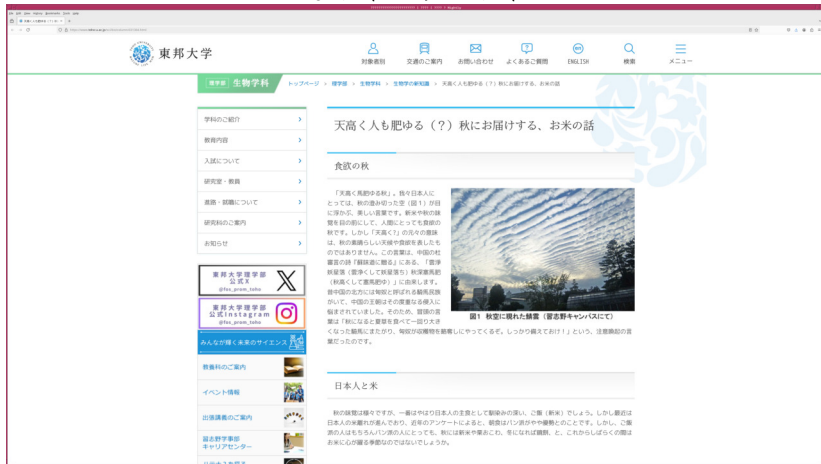 東邦大学
対象者別
交通のご案内
お問い合わせ
よくあるご質問
ENGLISH
検索
メニュー
理学部 生物学科
トップページ > 理学部 > 生物学科 > 生物学の新知識 > 天高く人も肥ゆる（？）秋にお届けする、お米の話
学科のご紹介
教育内容
入試について
研究室・教員
進路・就職について
研究科のご案内
お知らせ
東邦大学理学部
公式X
@fos_prom_toho
東邦大学理学部
公式Instagram
@fos_prom_toho
みんなが輝く未来のサイエンス
教養科のご案内
イベント情報
出張講義のご案内
習志野学事部
キャリアセンター
天高く人も肥ゆる（？）秋にお届けする、お米の話
食欲の秋
「天高く馬肥ゆる秋」。我々日本人に
とっては、秋の澄み切った空（図１）が目
に浮かぶ、美しい言葉です。新米や秋の味
覚を目の前にして、人間にとっても食欲の
秋です。しかし「天高く?」の元々の意味
は、秋の素晴らしい天候や食欲を表したも
のではありません。この言葉は、中国の杜
審言の詩「蘇味道に贈る」にある、「雲浄
妖星落（雲浄くして妖星落ち）秋深塞馬肥
（秋高くして塞馬肥ゆ）」に由来します。
昔中国の北方には匈奴と呼ばれる騎馬民族
がいて、中国の王朝はその度重なる侵入に
悩まされていました。そのため、冒頭の言
葉は「秋になると夏草を食べて一回り大き
くなった騎馬にまたがり、匈奴が収穫物を略奪しにやってくるぞ。しっかり備えておけ！」という、注意喚起の言
葉だったのです。
図1 秋空に現れた鯖雲（習志野キャンパスにて）
日本人と米
秋の味覚は様々ですが、一番はやはり日本人の主食として馴染みの深い、ご飯（新米）でしょう。しかし最近は
日本人の米離れが進んでおり、近年のアンケートによると、朝食はパン派がやや優勢とのことです。しかし、ご飯
派の人はもちろんパン派の人にとっても、秋には新米や栗おこわ、冬になれば鏡餅、と、これからしばらくの間は
お米に心が躍る季節なのではないでしょうか。